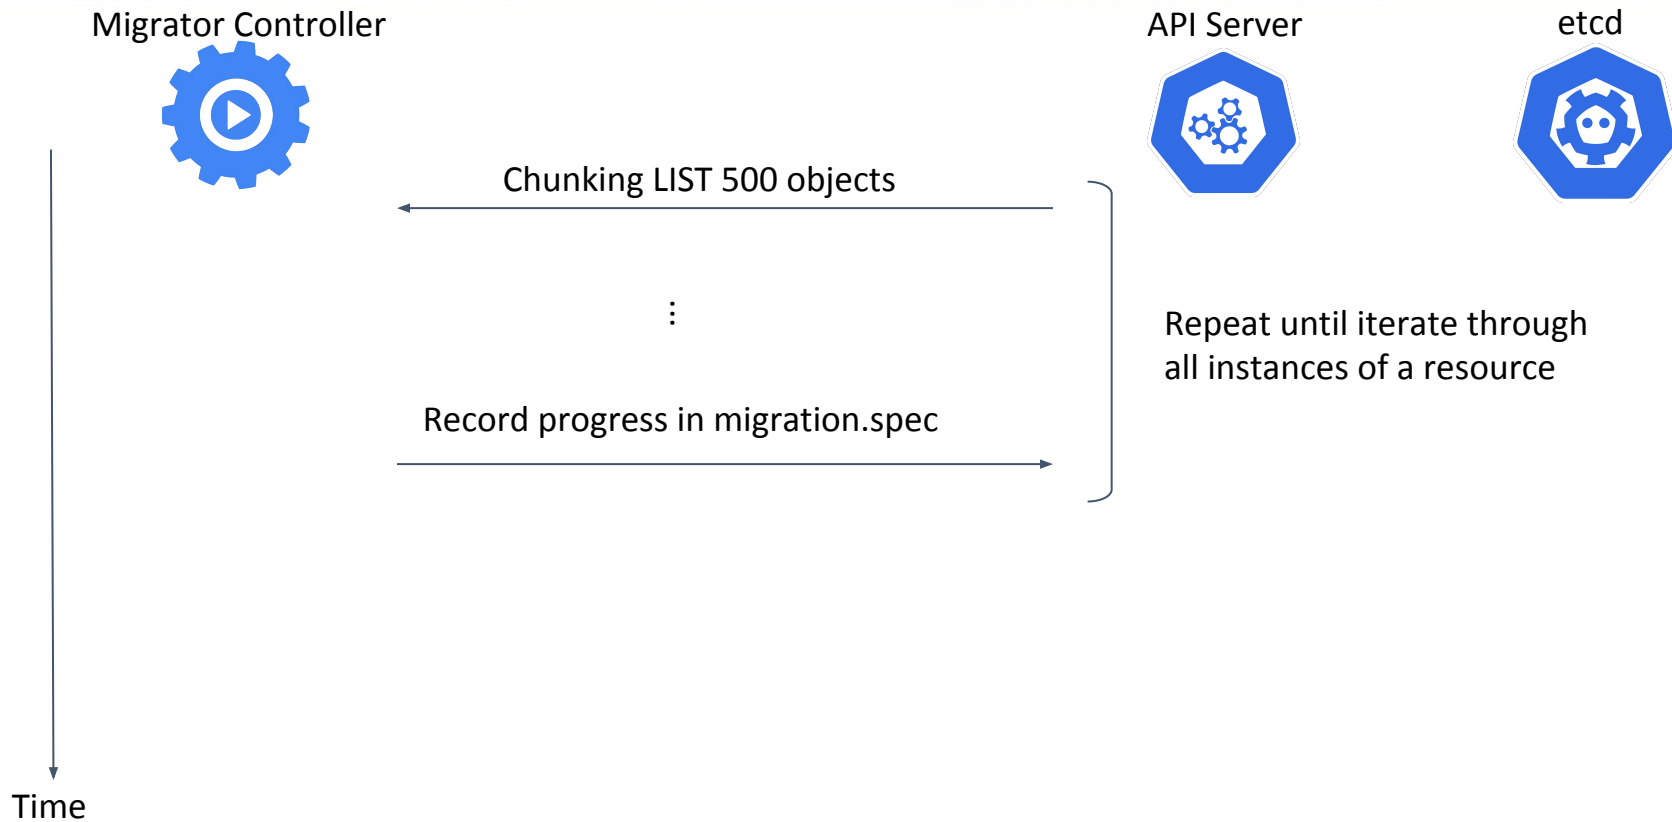 Migrator Controller
API Server
etcd
Chunking LIST 500 objects
...
Repeat until iterate through
all instances of a resource
Record progress in migration.spec
Time